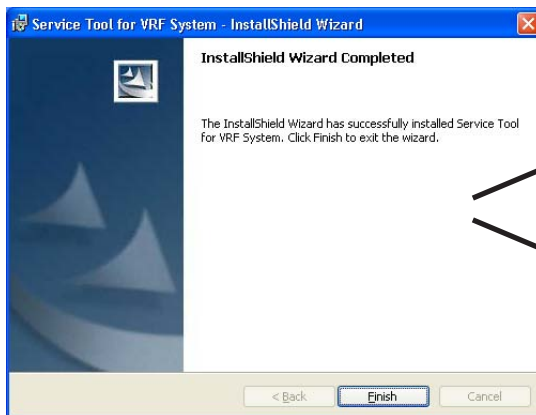 Service Tool for VRF System - InstallShield Wizard
InstallShield Wizard Completed
The InstallShield Wizard has successfully installed Service Tool
for VRF System. Click Finish to exit the wizard.
< Back
Finish
Cancel